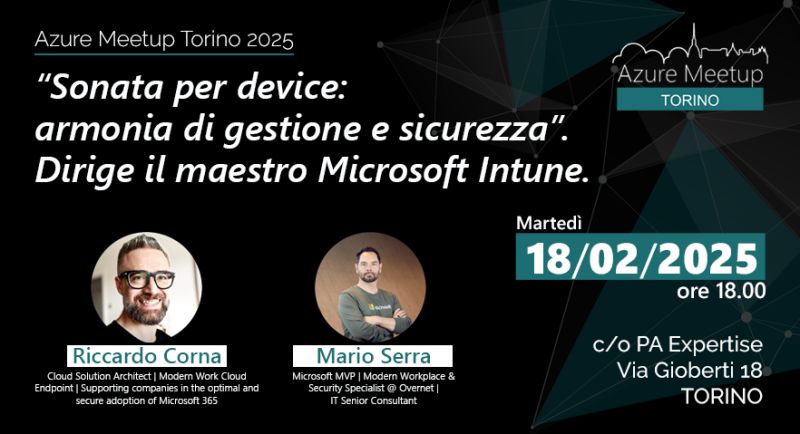 Azure Meetup Torino 2025
“Sonata per device:
armonia di gestione e sicurezza”.
Dirige il maestro Microsoft Intune.
Azure Meetup
TORINO
Martedì
18/02/2025
ore 18.00
c/o PA Expertise
Via Gioberti 18
TORINO
Riccardo Corna
Cloud Solution Architect | Modern Work Cloud
Endpoint | Supporting companies in the optimal and
secure adoption of Microsoft 365
Mario Serra
Microsoft MVP | Modern Workplace &
Security Specialist @ Overnet |
IT Senior Consultant